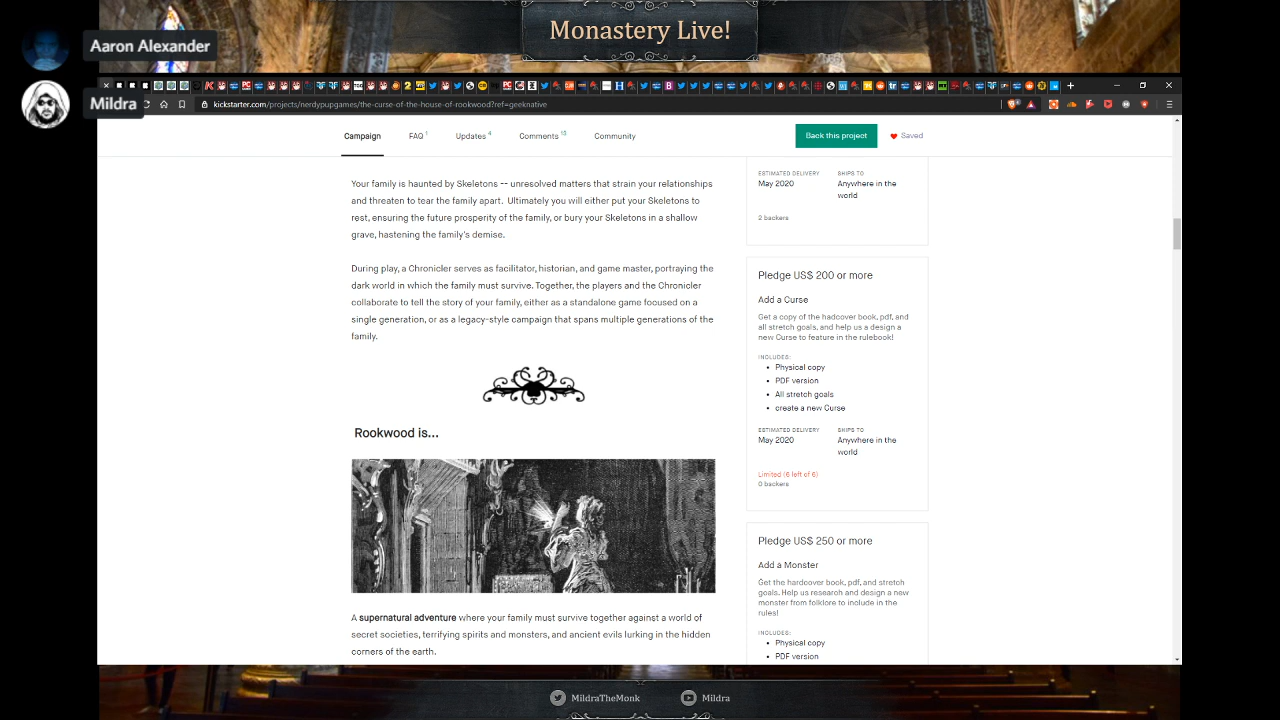 Monastery Live!
Aaron Alexander
Mildra
kickstarter.com/projects/nerdypupgames/the-curse-of-the-house-of-rookwood?ref=geeknative
Campaign FAQ 1 Updates 4 Comments Community
Back this project
Saved
Your family is haunted by Skeletons -- unresolved matters that strain your relationships
and threaten to tear the family apart. Ultimately you will either put your Skeletons to
rest, ensuring the future prosperity of the family, or bury your Skeletons in a shallow
grave, hastening the family's demise.
During play, a Chronicler serves as facilitator, historian, and game master, portraying the
dark world in which the family must survive. Together, the players and the Chronicler
collaborate to tell the story of your family, either as a standalone game focused on a
single generation, or as a legacy-style campaign that spans multiple generations of the
family.
Rookwood is...
A supernatural adventure where your family must survive together against a world of
secret societies, terrifying spirits and monsters, and ancient evils lurking in the hidden
corners of the earth.
ESTIMATED DELIVERY
May 2020
SHIPS TO
Anywhere in the
world
2 backers
Pledge US$ 200 or more
Add a Curse
Get a copy of the hadcover book, pdf, and
all stretch goals, and help us a design a
new Curse to feature in the rulebook!
INCLUDES:
• Physical copy
• PDF version
• All stretch goals
• create a new Curse
ESTIMATED DELIVERY
May 2020
SHIPS TO
Anywhere in the
world
Limited (6 left of 6)
0 backers
Pledge US$ 250 or more
Add a Monster
Get the hardcover book, pdf, and stretch
goals. Help us research and design a new
monster from folklore to include in the
rules!
INCLUDES:
• Physical copy
• PDF version
MildraTheMonk
Mildra